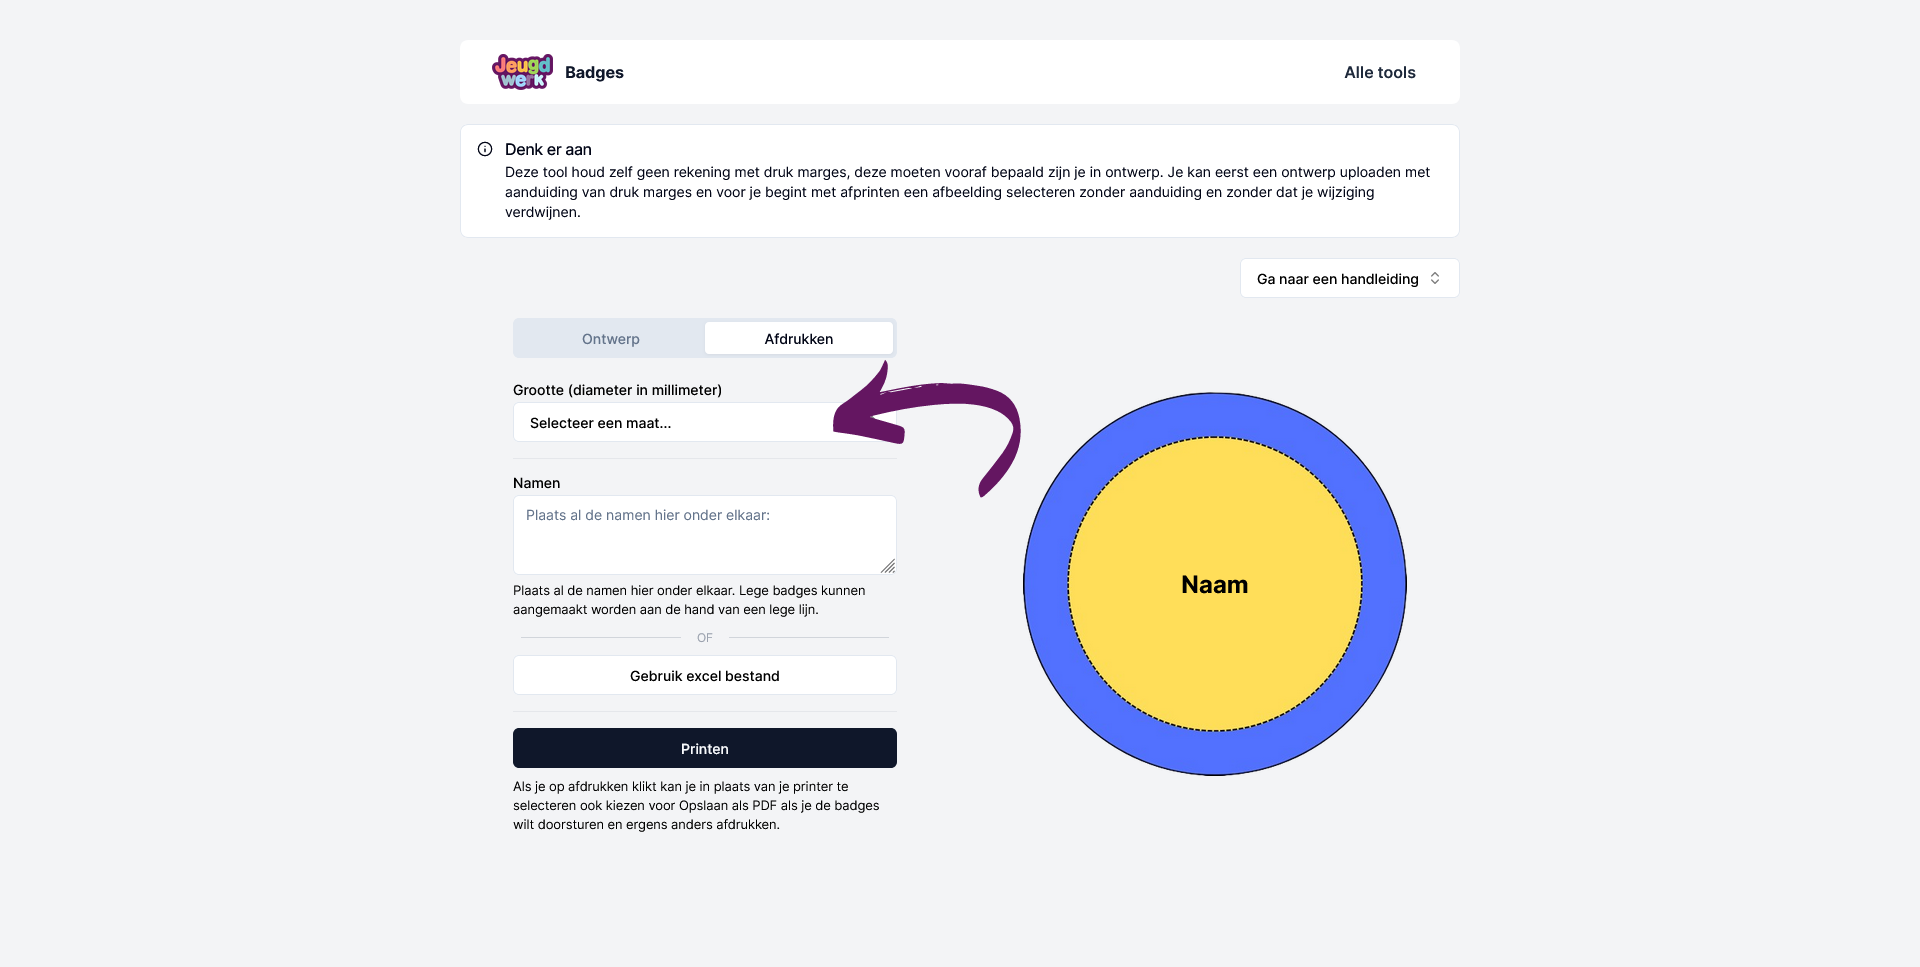 Jeugd
werk
Badges
Alle tools
Denk er aan
Deze tool houd zelf geen rekening met druk marges, deze moeten vooraf bepaald zijn je in ontwerp. Je kan eerst een ontwerp uploaden met
aanduiding van druk marges en voor je begint met afprinten een afbeelding selecteren zonder aanduiding en zonder dat je wijziging
verdwijnen.
Ga naar een handleiding
Ontwerp
Afdrukken
Grootte (diameter in millimeter)
Selecteer een maat...
Namen
Plaats al de namen hier onder elkaar:
Plaats al de namen hier onder elkaar. Lege badges kunnen
aangemaakt worden aan de hand van een lege lijn.
OF
Gebruik excel bestand
Printen
Als je op afdrukken klikt kan je in plaats van je printer te
selecteren ook kiezen voor Opslaan als PDF als je de badges
wilt doorsturen en ergens anders afdrukken.
Naam